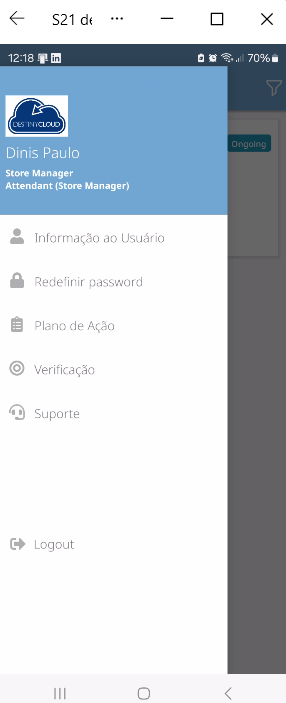 S21 de
12:18
70%
DESTINYCLOUD
Dinis Paulo
Store Manager
Attendant (Store Manager)
Ongoing
Informação ao Usuário
Redefinir password
Plano de Ação
Verificação
Suporte
Logout